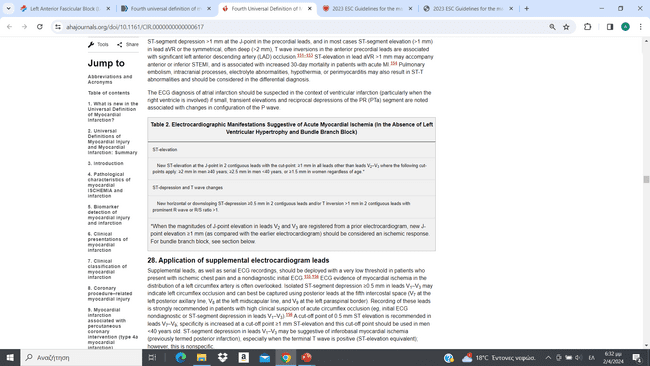 Left Anterior Fascicular Block (L
Fourth universal definition of m
Fourth Universal Definition of M
2023 ESC Guidelines for the ma
2023 ESC Guidelines for the m
ahajournals.org/doi/10.1161/CIR.0000000000000617
Tools
Share
Jump to
Abbreviations and
Acronyms
Table of contents
1. What is new in the
Universal Definition
of Myocardial
Infarction?
2. Universal
Definitions of
Myocardial Injury
and Myocardial
Infarction: Summary
3. Introduction
4. Pathological
characteristics of
myocardial
ISCHEMIA and
infarction
5. Biomarker
detection of
myocardial injury
and infarction
6. Clinical
presentations of
myocardial
infarction
7. Clinical
classification of
myocardial
infarction
8. Coronary
procedure–related
myocardial injury
9. Myocardial
infarction
associated with
percutaneous
coronary
intervention (type 4a
myocardial
ST-segment depression >1 mm at the J-point in the precordial leads, and in most cases ST-segment elevation (>1 mm)
in lead aVR or the symmetrical, often deep (>2 mm), T wave inversions in the anterior precordial leads are associated
with significant left anterior descending artery (LAD) occlusion. ST-elevation in lead aVR >1 mm may accompany
anterior or inferior STEMI, and is associated with increased 30-day mortality in patients with acute MI. Pulmonary
embolism, intracranial processes, electrolyte abnormalities, hypothermia, or perimyocarditis may also result in ST-T
abnormalities and should be considered in the differential diagnosis.
The ECG diagnosis of atrial infarction should be suspected in the context of ventricular infarction (particularly when the
right ventricle is involved) if small, transient elevations and reciprocal depressions of the PR (PTa) segment are noted
associated with changes in configuration of the P wave.
Table 2. Electrocardiographic Manifestations Suggestive of Acute Myocardial Ischemia (In the Absence of Left
Ventricular Hypertrophy and Bundle Branch Block)
ST-elevation
New ST-elevation at the J-point in 2 contiguous leads with the cut-point: ≥1 mm in all leads other than leads V2–V3 where the following cut-
points apply: ≥2 mm in men ≥40 years; ≥2.5 mm in men <40 years, or ≥1.5 mm in women regardless of age.*
ST-depression and T wave changes
New horizontal or downsloping ST-depression ≥0.5 mm in 2 contiguous leads and/or T inversion >1 mm in 2 contiguous leads with
prominent R wave or R/S ratio >1.
*When the magnitudes of J-point elevation in leads V2 and V3 are registered from a prior electrocardiogram, new J-
point elevation ≥1 mm (as compared with the earlier electrocardiogram) should be considered an ischemic response.
For bundle branch block, see section below.
28. Application of supplemental electrocardiogram leads
Supplemental leads, as well as serial ECG recordings, should be deployed with a very low threshold in patients who
present with ischemic chest pain and a nondiagnostic initial ECG. ECG evidence of myocardial ischemia in the
distribution of a left circumflex artery is often overlooked. Isolated ST-segment depression ≥0.5 mm in leads V1–V3 may
indicate left circumflex occlusion and can best be captured using posterior leads at the fifth intercostal space (V7 at the
left posterior axillary line, V8 at the left midscapular line, and V9 at the left paraspinal border). Recording of these leads
is strongly recommended in patients with high clinical suspicion of acute circumflex occlusion (eg, initial ECG
nondiagnostic or ST-segment depression in leads V1–V3). A cut-off point of 0.5 mm ST elevation is recommended in
leads V7–V9; specificity is increased at a cut-off point ≥1 mm ST-elevation and this cut-off point should be used in men
<40 years old. ST-segment depression in leads V1–V3 may be suggestive of inferobasal myocardial ischemia
(previously termed posterior infarction), especially when the terminal T wave is positive (ST-elevation equivalent);
however, this is nonspecific.
Αναζήτηση
18°C Έντονες νεφώσ..
ΕΛ
6:32 μμ
2/4/2024